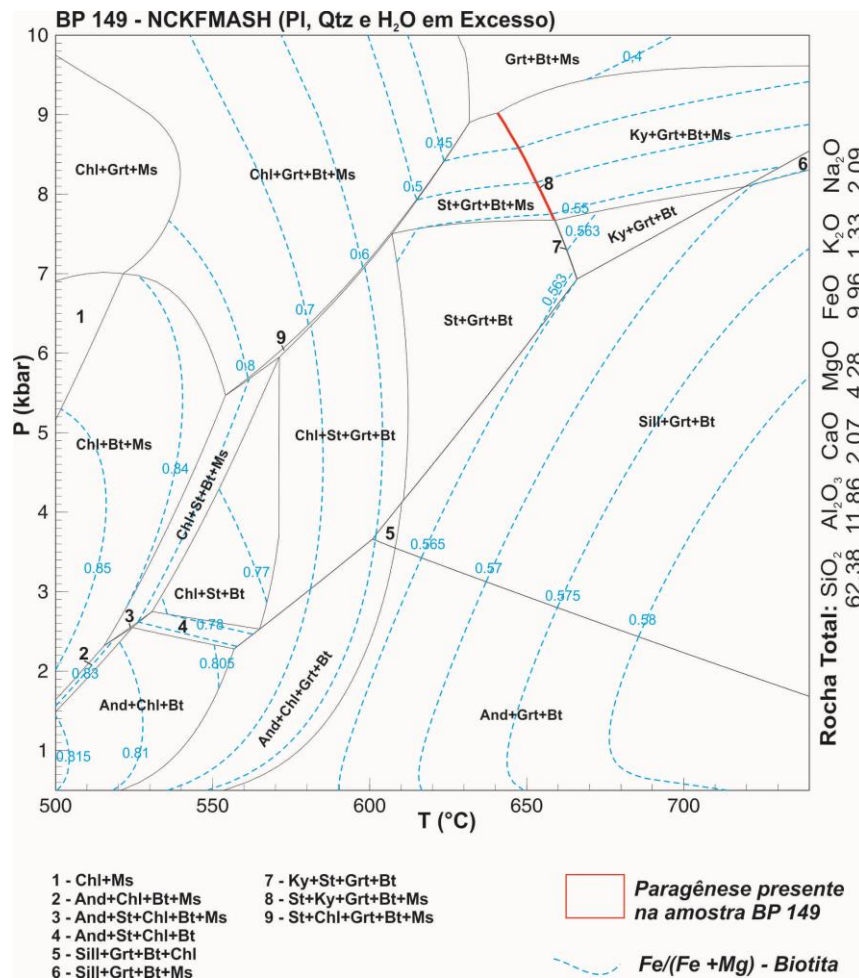 BP 149 - NCKFMASH (Pl, Qtz e H₂O em Excesso)
10
9
8
7
6
5
4
3
2
1
P (kbar)
500
550
600
650
700
T (°C)
Grt+Bt+Ms
0,4
Chl+Grt+Ms
Chl+Grt+Bt+Ms
0.45
Ky+Grt+Bt+Ms
6
0.5
8
St+Grt+Bt+Ms
0.55
0.563
Ky+Grt+Bt
7
0.6
1
0.563
0.7
St+Grt+Bt
9
0.8
Chl+Bt+Ms
0.84
Chl+St+Bt+Ms
Chl+St+Grt+Bt
Sill+Grt+Bt
5
0.565
0.85
0.77
0.57
Chl+St+Bt
0.575
3
4
0.78
0.58
2
0.83
0.805
And+Chl+Bt
And+Chl+Grt+Bt
And+Grt+Bt
0.81
0.815
Rocha Total: SiO₂ Al₂O₃ CaO MgO FeO K₂O Na₂O
62.38 11.86 2.07 4.28 9.96 1.33 2.09
1 - Chl+Ms
2 - And+Chl+Bt+Ms
3 - And+St+Chl+Bt+Ms
4 - And+St+Chl+Bt
5 - Sill+Grt+Bt+Chl
6 - Sill+Grt+Bt+Ms
7 - Ky+St+Grt+Bt
8 - St+Ky+Grt+Bt+Ms
9 - St+Chl+Grt+Bt+Ms
Paragênese presente
na amostra BP 149
Fe/(Fe +Mg) - Biotita